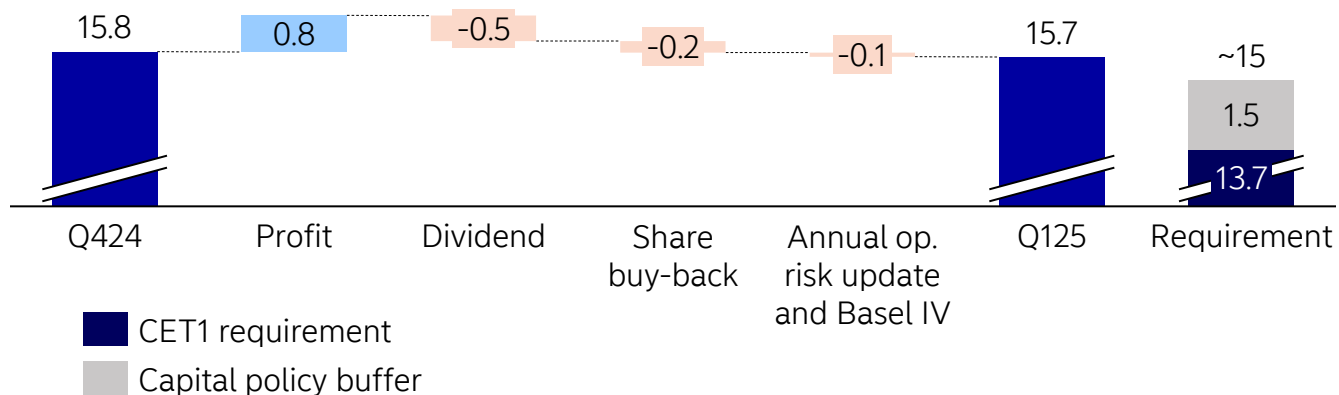 15.8
0.8
-0.5
-0.2
-0.1
15.7
~15
1.5
13.7
Q424
Profit
Dividend
Share
buy-back
Annual op.
risk update
and Basel IV
Q125
Requirement
CET1 requirement
Capital policy buffer